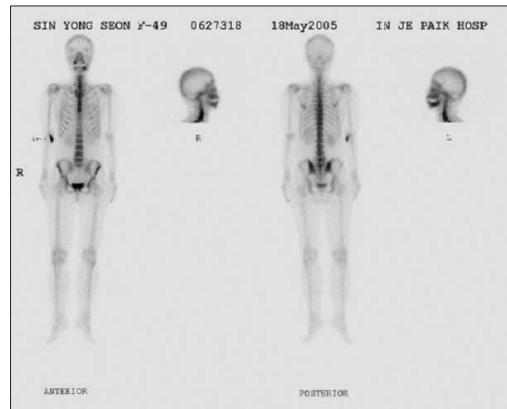 SIN YONG SEON F-49 0627318 18May2005 IN JE PAIK HOSP
R L
R
ANTERIOR POSTERIOR